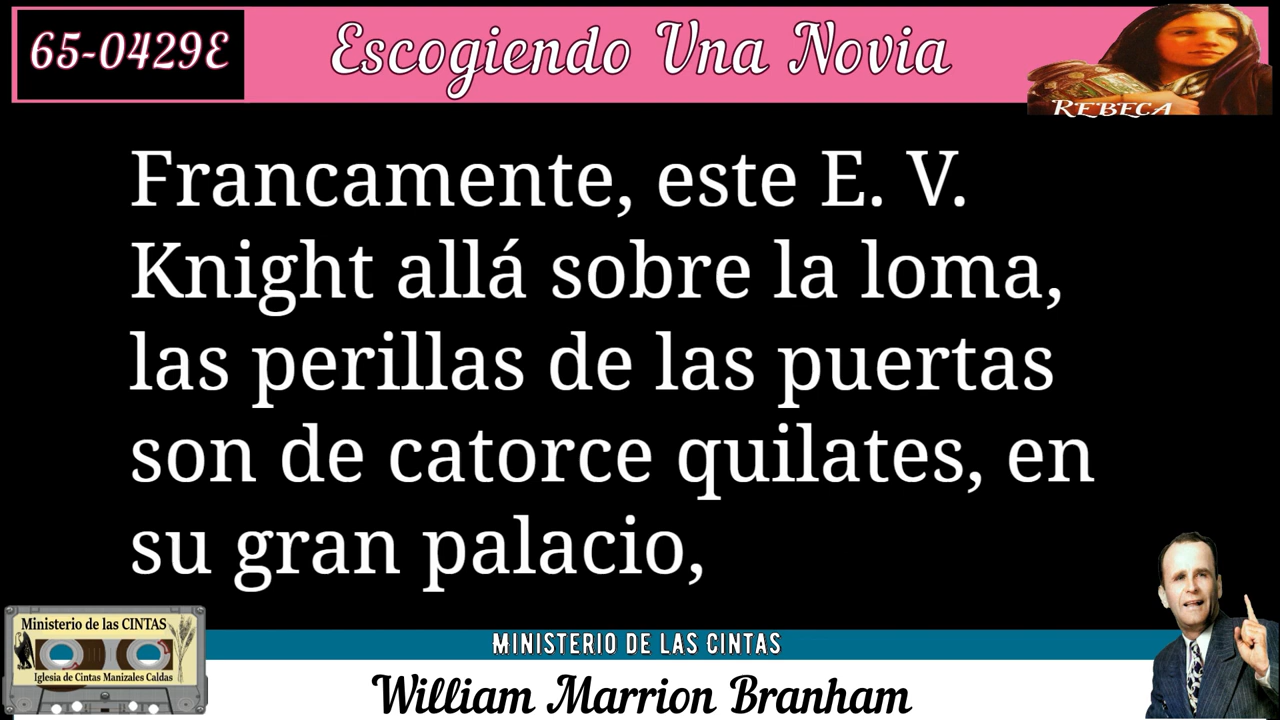 65-0429E
Escogiendo Una Novia
REBECA
Francamente, este E. V.
Knight allá sobre la loma,
las perillas de las puertas
son de catorce quilates, en
su gran palacio,
Ministerio de las CINTAS
Iglesia de Cintas Manizales Caldas
MINISTERIO DE LAS CINTAS
William Marrion Branham